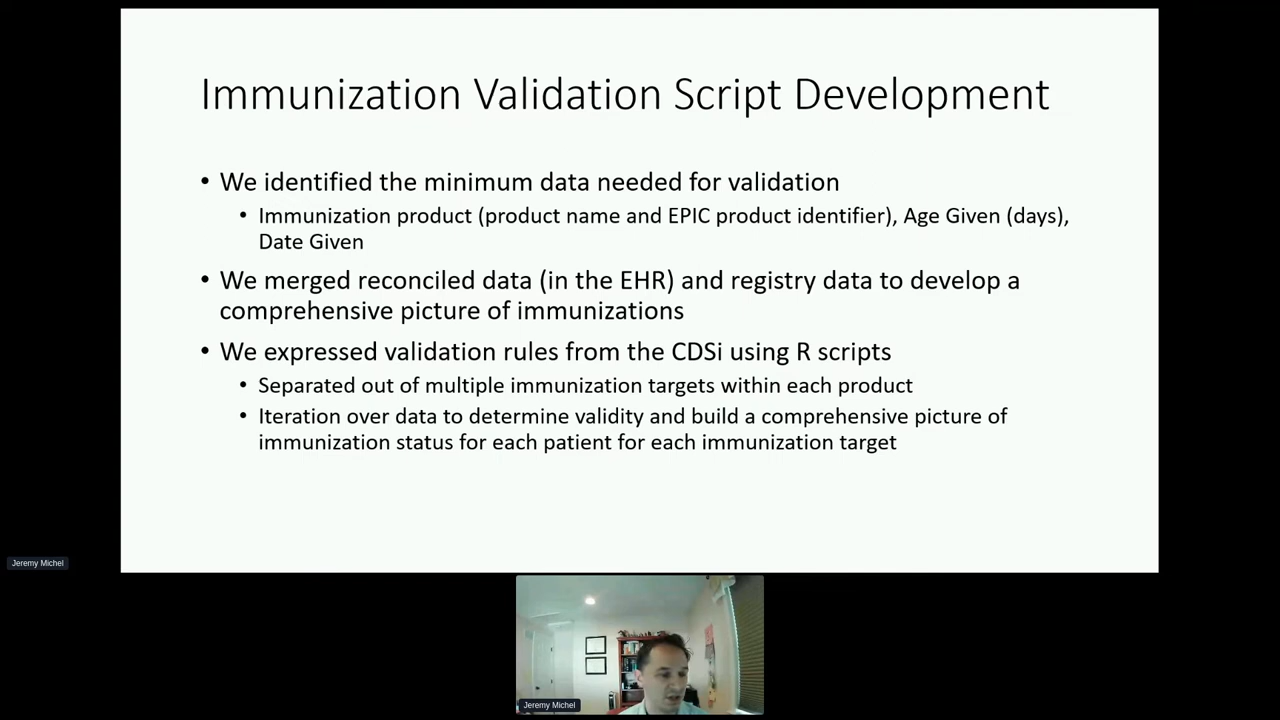 Immunization Validation Script Development
• We identified the minimum data needed for validation
• Immunization product (product name and EPIC product identifier), Age Given (days),
Date Given
• We merged reconciled data (in the EHR) and registry data to develop a
comprehensive picture of immunizations
• We expressed validation rules from the CDSi using R scripts
• Separated out of multiple immunization targets within each product
• Iteration over data to determine validity and build a comprehensive picture of
immunization status for each patient for each immunization target
Jeremy Michel
Jeremy Michel